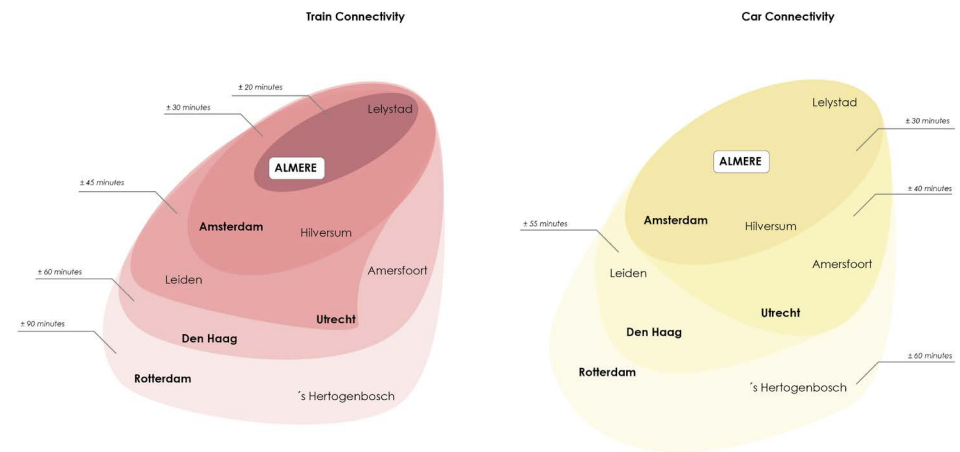 Train Connectivity
± 20 minutes
± 30 minutes
Lelystad
ALMERE
± 45 minutes
Amsterdam
Hilversum
± 60 minutes
Leiden
Amersfoort
± 90 minutes
Utrecht
Den Haag
Rotterdam
´s Hertogenbosch
Car Connectivity
Lelystad
± 30 minutes
ALMERE
± 40 minutes
Amsterdam
Hilversum
± 55 minutes
Leiden
Amersfoort
Utrecht
Den Haag
± 60 minutes
Rotterdam
´s Hertogenbosch